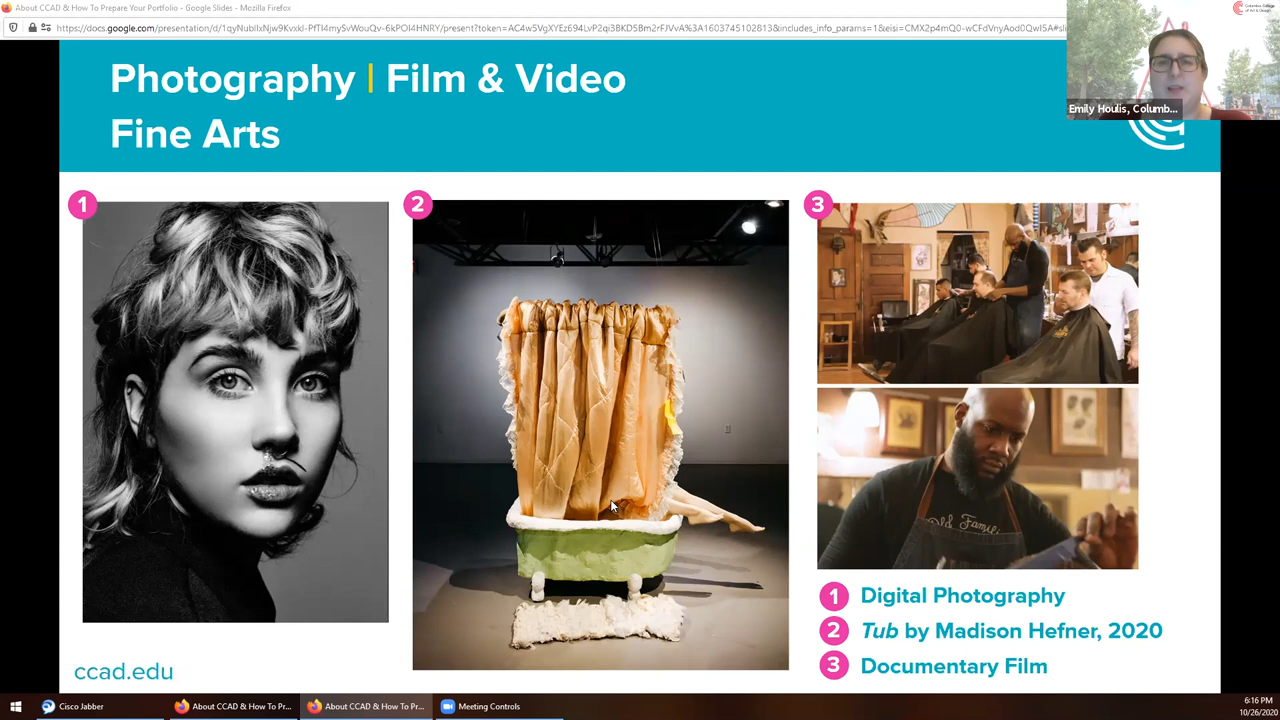 About CCAD & How To Prepare Your Portfolio - Google Slides - Mozilla Firefox
Emily Houlis, Columb...
Photography | Film & Video
Fine Arts
1
2
3
Old Famil
1 Digital Photography
2 Tub by Madison Hefner, 2020
3 Documentary Film
ccad.edu
Cisco Jabber
About CCAD & How To Pr...
About CCAD & How To Pr...
Meeting Controls
6:16 PM
10/26/2020